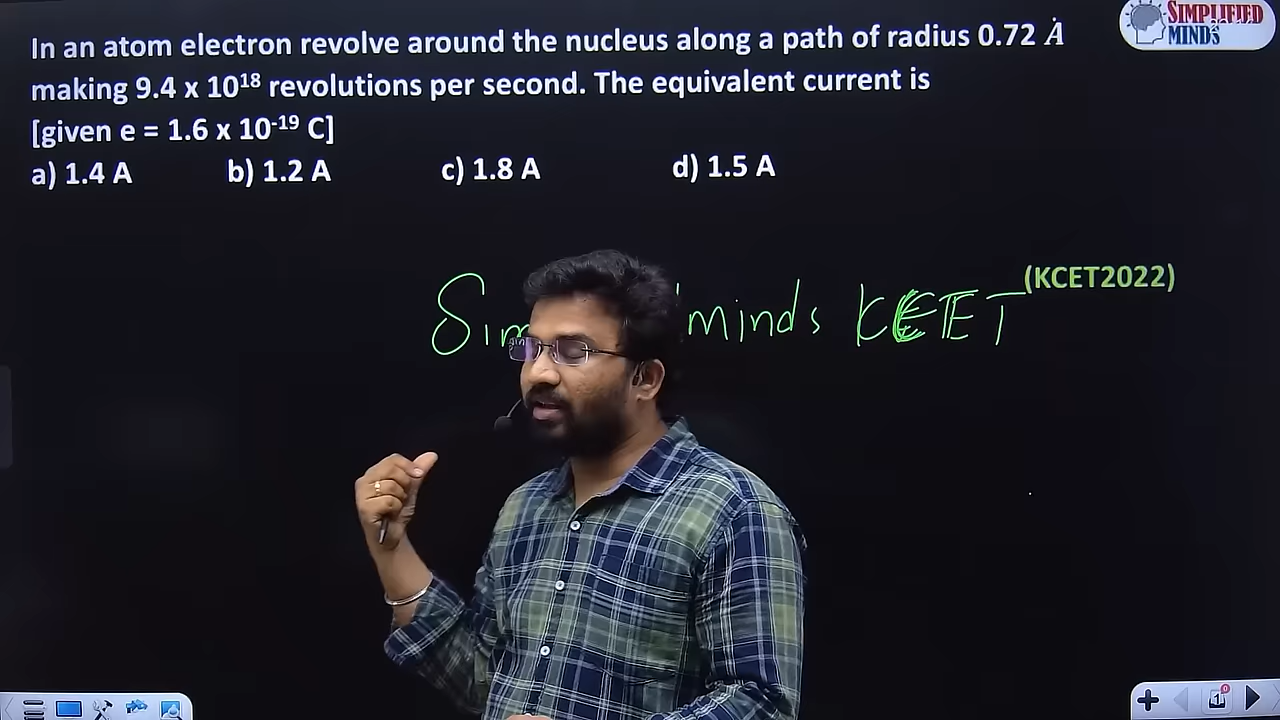 SIMPLIFIED
MINDS
In an atom electron revolve around the nucleus along a path of radius 0.72 Ȧ
making 9.4 x 10¹⁸ revolutions per second. The equivalent current is
[given e = 1.6 x 10⁻¹⁹ C]
a) 1.4 A b) 1.2 A c) 1.8 A d) 1.5 A
(KCET2022)
minds KCET